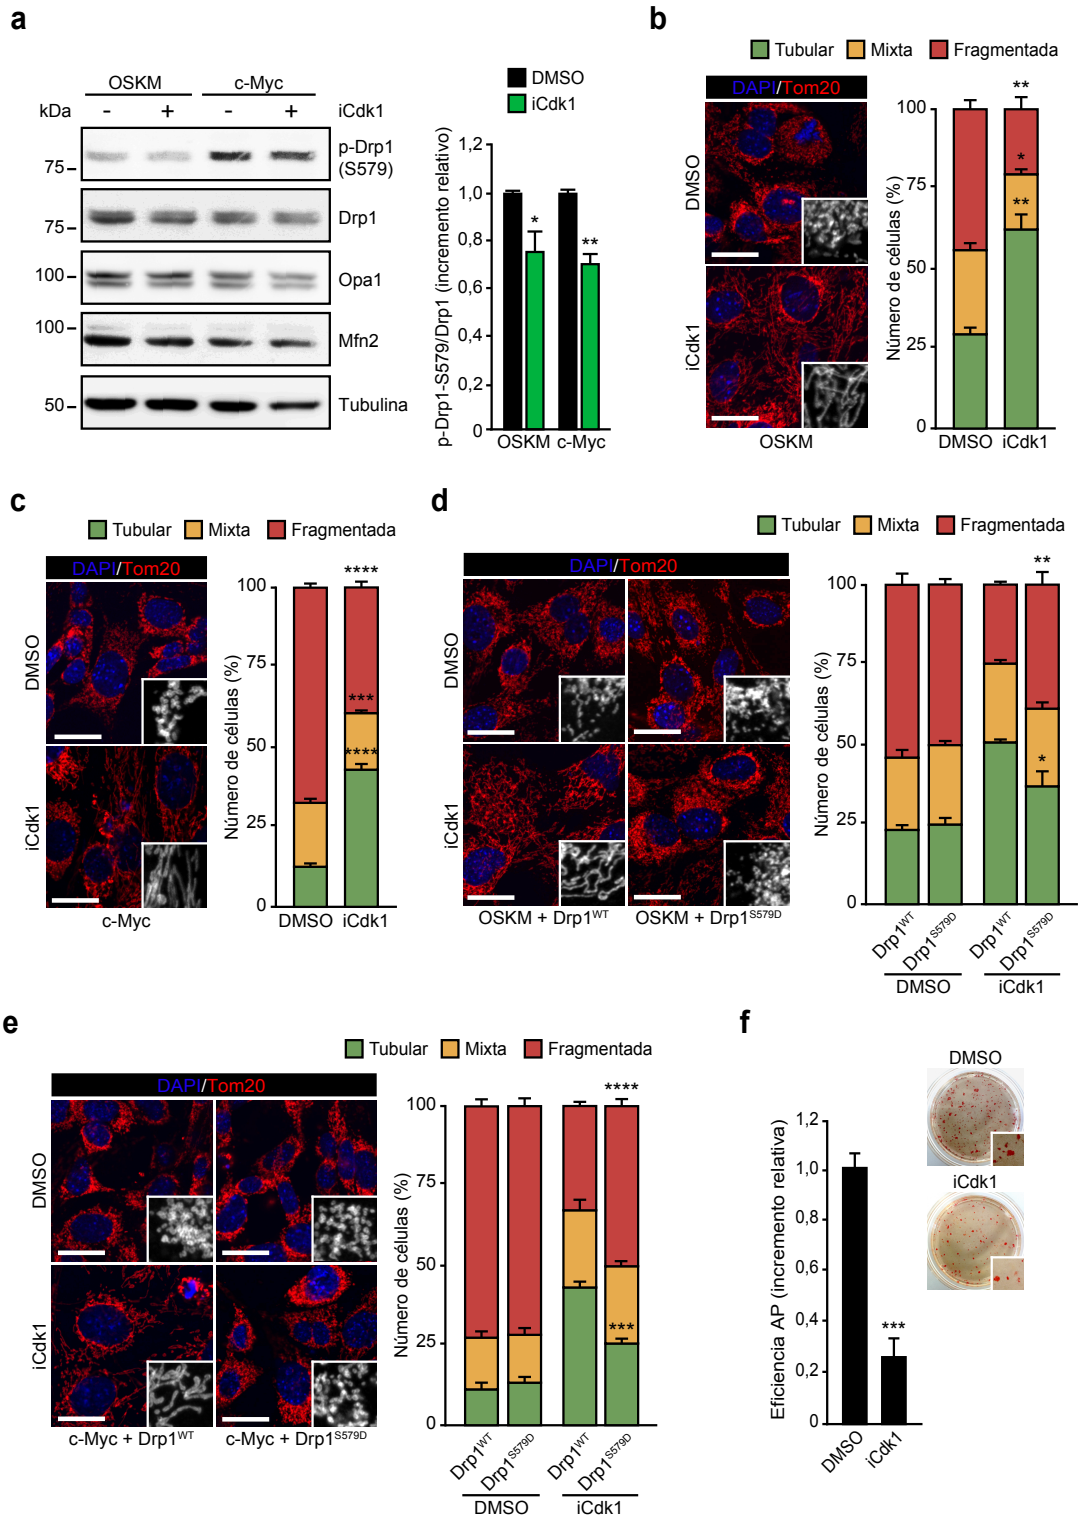 a
OSKM
c-Myc
kDa
-
+
-
+
iCdk1
75
p-Drp1
(S579)
75
Drp1
100
Opa1
100
Mfn2
50
Tubulina
DMSO
iCdk1
p-Drp1-S579/Drp1 (incremento relativo)
1,2
1,0
0,8
0,6
0,4
0,2
0
*
**
OSKM
c-Myc
b
Tubular
Mixta
Fragmentada
DAPI/Tom20
DMSO
iCdk1
OSKM
Número de células (%)
100
75
50
25
0
**
*
**
DMSO
iCdk1
c
Tubular
Mixta
Fragmentada
DAPI/Tom20
DMSO
iCdk1
c-Myc
Número de células (%)
100
75
50
25
0
****
***
****
DMSO
iCdk1
d
Tubular
Mixta
Fragmentada
DAPI/Tom20
DMSO
iCdk1
OSKM + Drp1WT
OSKM + Drp1S579D
Número de células (%)
100
75
50
25
0
**
*
Drp1WT
Drp1S579D
Drp1WT
Drp1S579D
DMSO
iCdk1
e
Tubular
Mixta
Fragmentada
DAPI/Tom20
DMSO
iCdk1
c-Myc + Drp1WT
c-Myc + Drp1S579D
Número de células (%)
100
75
50
25
0
****
***
Drp1WT
Drp1S579D
Drp1WT
Drp1S579D
DMSO
iCdk1
f
Eficiencia AP (incremento relativa)
1,2
1,0
0,6
0,4
0,2
0
***
DMSO
iCdk1
DMSO
iCdk1